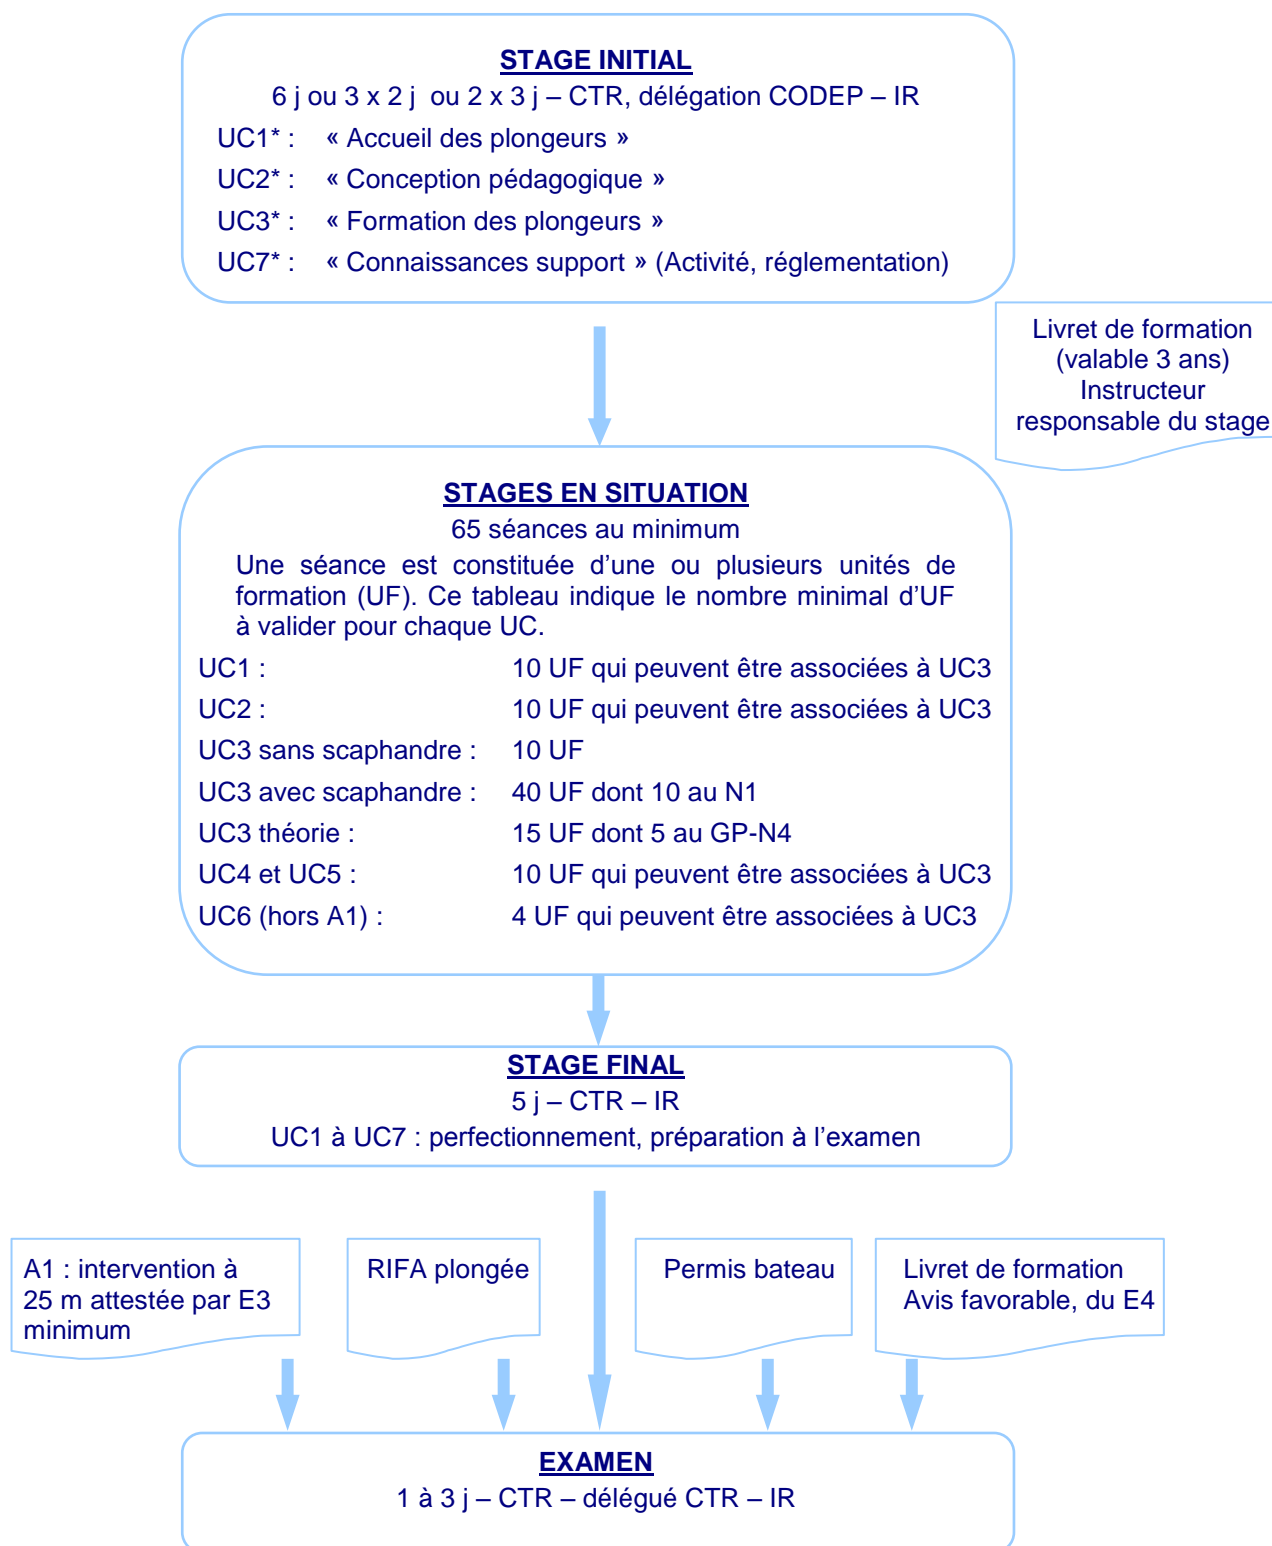 STAGE INITIAL
6 j ou 3 x 2 j ou 2 x 3 j – CTR, délégation CODEP – IR
UC1* : « Accueil des plongeurs »
UC2* : « Conception pédagogique »
UC3* : « Formation des plongeurs »
UC7* : « Connaissances support » (Activité, réglementation)
Livret de formation
(valable 3 ans)
Instructeur
responsable du stage
STAGES EN SITUATION
65 séances au minimum
Une séance est constituée d’une ou plusieurs unités de
formation (UF). Ce tableau indique le nombre minimal d’UF
à valider pour chaque UC.
UC1 : 10 UF qui peuvent être associées à UC3
UC2 : 10 UF qui peuvent être associées à UC3
UC3 sans scaphandre : 10 UF
UC3 avec scaphandre : 40 UF dont 10 au N1
UC3 théorie : 15 UF dont 5 au GP-N4
UC4 et UC5 : 10 UF qui peuvent être associées à UC3
UC6 (hors A1) : 4 UF qui peuvent être associées à UC3
STAGE FINAL
5 j – CTR – IR
UC1 à UC7 : perfectionnement, préparation à l’examen
A1 : intervention à
25 m attestée par E3
minimum
RIFA plongée
Permis bateau
Livret de formation
Avis favorable, du E4
EXAMEN
1 à 3 j – CTR – délégué CTR – IR